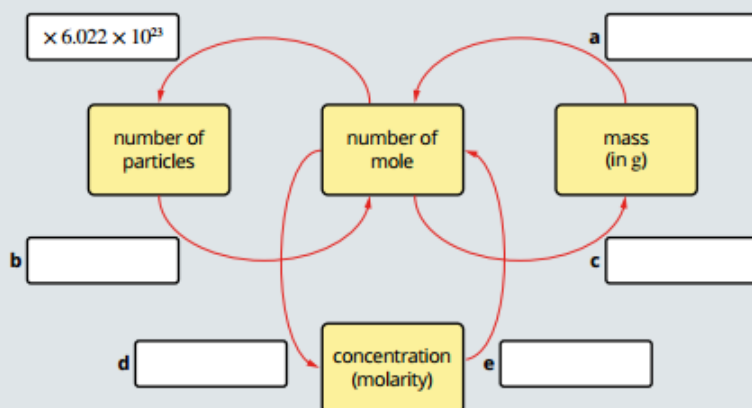 × 6.022 × 10²³
a
number of
particles
number of
mole
mass
(in g)
b
c
d
concentration
(molarity)
e